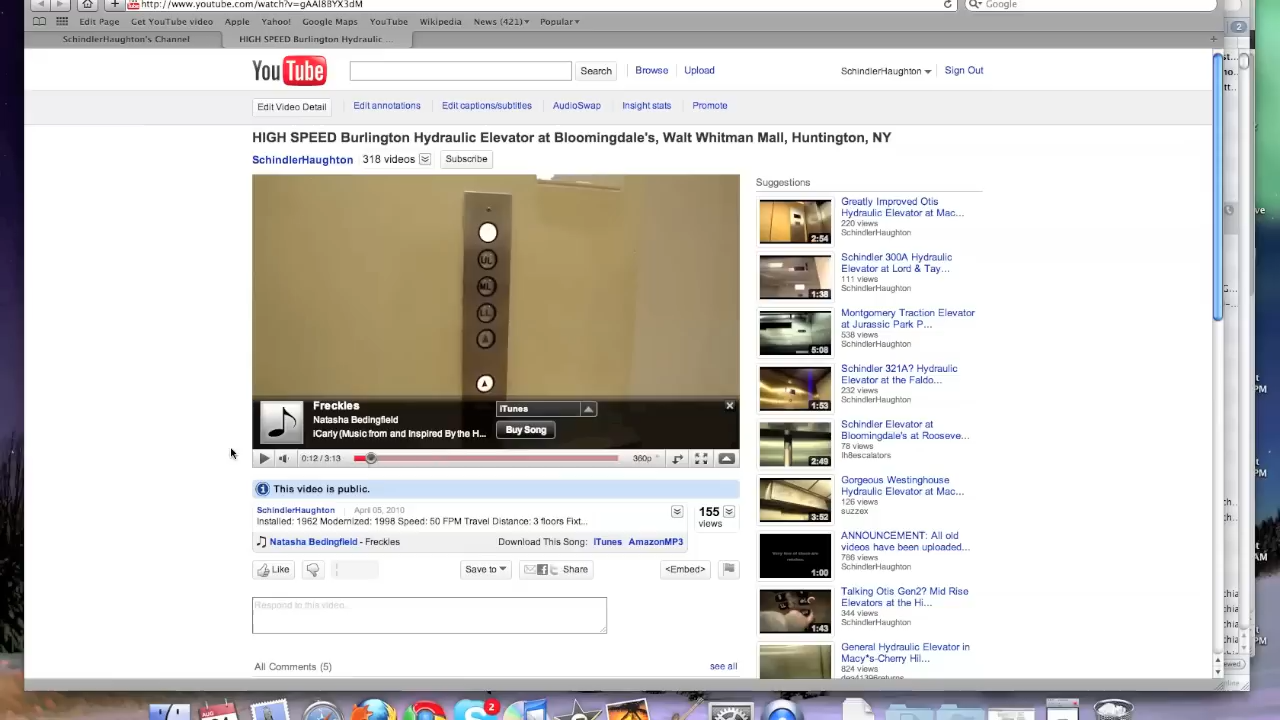 http://www.youtube.com/watch?v=gAAl88YX3dM
Google
Edit Page
Get YouTube video
Apple
Google Maps
YouTube
Wikipedia
News (421)
Popular
2
SchindlerHaughton's Channel
HIGH SPEED Burlington Hydraulic ...
YouTube
Search
Browse
Upload
SchindlerHaughton
Sign Out
Edit Video Detail
Edit annotations
Edit captions/subtitles
AudioSwap
Insight stats
Promote
HIGH SPEED Burlington Hydraulic Elevator at Bloomingdale's, Walt Whitman Mall, Huntington, NY
SchindlerHaughton
318 videos
Subscribe
UL
ML
LL
Freckles
Natasha Bedingfield
iCarly (Music from and Inspired By the H...
iTunes
Buy Song
0:12 / 3:13
360p
This video is public.
SchindlerHaughton
April 05, 2010
Installed: 1962 Modernized: 1998 Speed: 50 FPM Travel Distance: 3 floors Fixt...
155
views
Natasha Bedingfield - Freckles
Download This Song:
iTunes
AmazonMP3
Like
Save to
Share
<Embed>
Respond to this video...
All Comments (5)
see all
Suggestions
Greatly Improved Otis
Hydraulic Elevator at Mac...
220 views
SchindlerHaughton
2:54
Schindler 300A Hydraulic
Elevator at Lord & Tay...
111 views
SchindlerHaughton
1:38
Montgomery Traction Elevator
at Jurassic Park P...
538 views
SchindlerHaughton
5:08
Schindler 321A? Hydraulic
Elevator at the Faldo...
232 views
SchindlerHaughton
1:53
Schindler Elevator at
Bloomingdale's at Rooseve...
78 views
lh8escalators
2:49
Gorgeous Westinghouse
Hydraulic Elevator at Mac...
126 views
suzzex
3:52
ANNOUNCEMENT: All old
videos have been uploaded...
786 views
SchindlerHaughton
1:00
Talking Otis Gen2? Mid Rise
Elevators at the Hi...
344 views
SchindlerHaughton
1:43
General Hydraulic Elevator in
Macy*s-Cherry Hil...
824 views
2